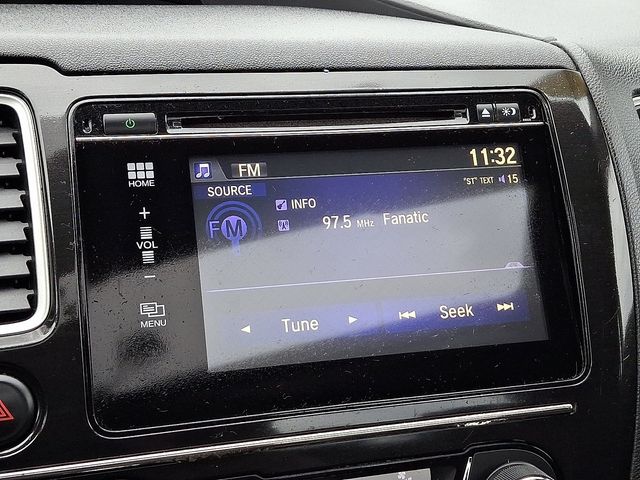 11:32
FM
HOME
SOURCE
"ST" TEXT 15
INFO
FM
97.5 MHz Fanatic
+
VOL
−
MENU
Tune
Seek